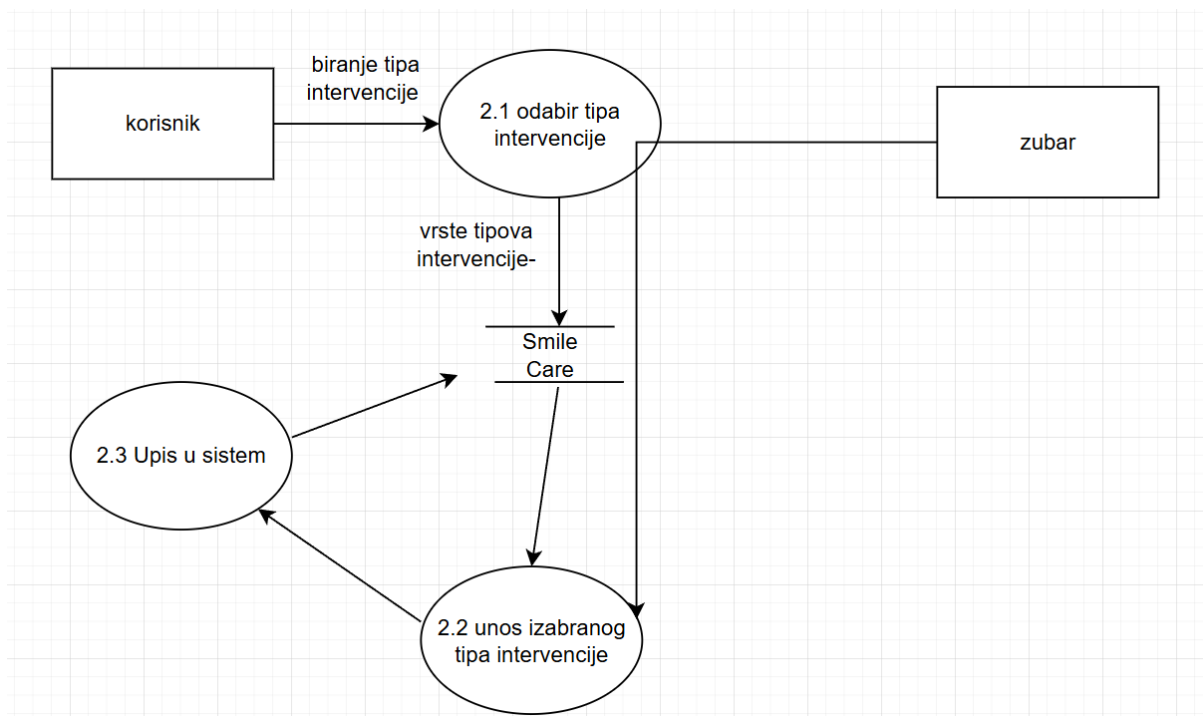 biranje tipa
intervencije
korisnik
2.1 odabir tipa
intervencije
zubar
vrste tipova
intervencije-
Smile
Care
2.3 Upis u sistem
2.2 unos izabranog
tipa intervencije